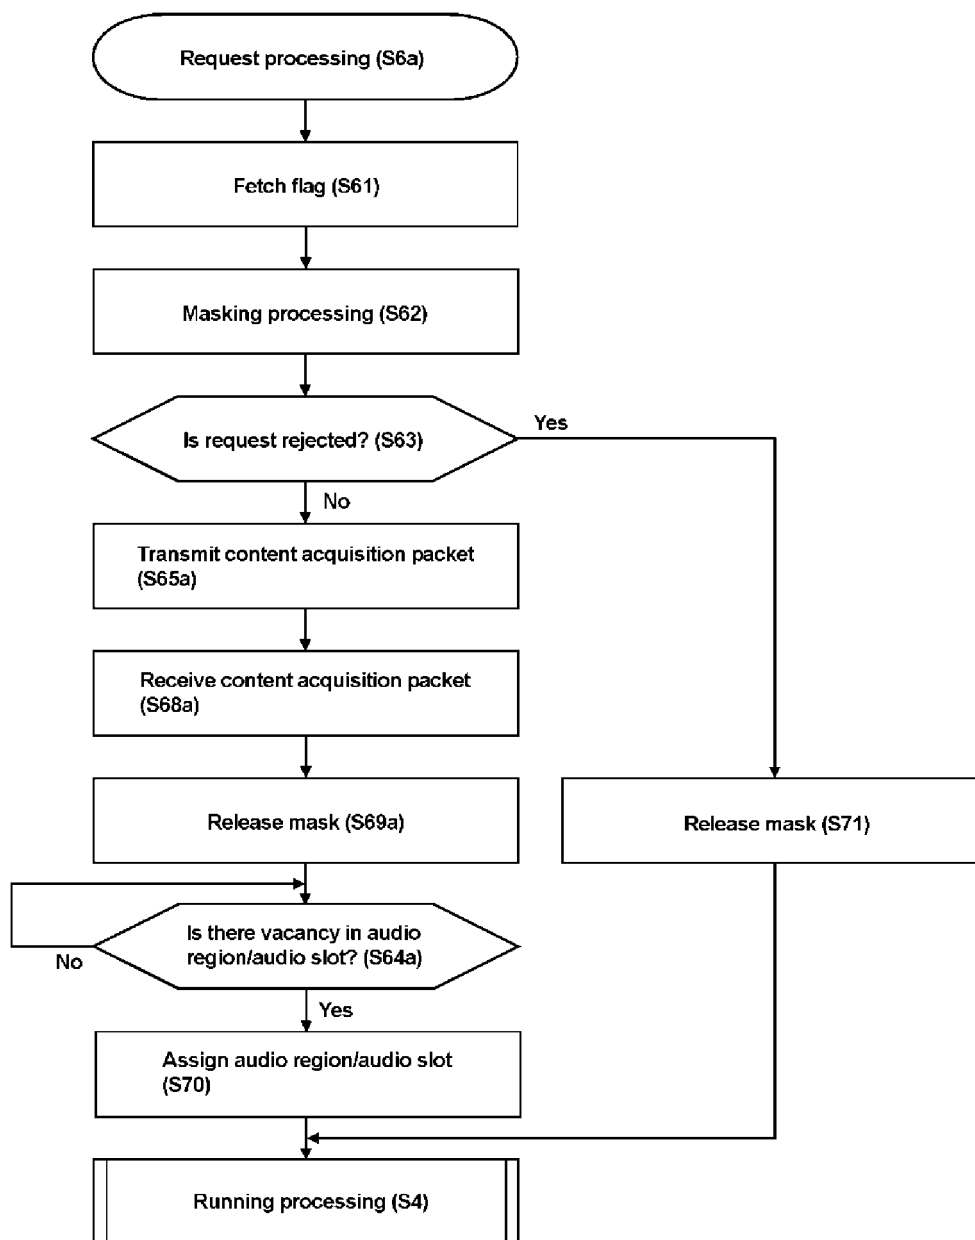 Request processing (S6a)
Fetch flag (S61)
Masking processing (S62)
Is request rejected? (S63)
Yes
No
Transmit content acquisition packet
(S65a)
Receive content acquisition packet
(S68a)
Release mask (S69a)
Release mask (S71)
Is there vacancy in audio
region/audio slot? (S64a)
No
Yes
Assign audio region/audio slot
(S70)
Running processing (S4)